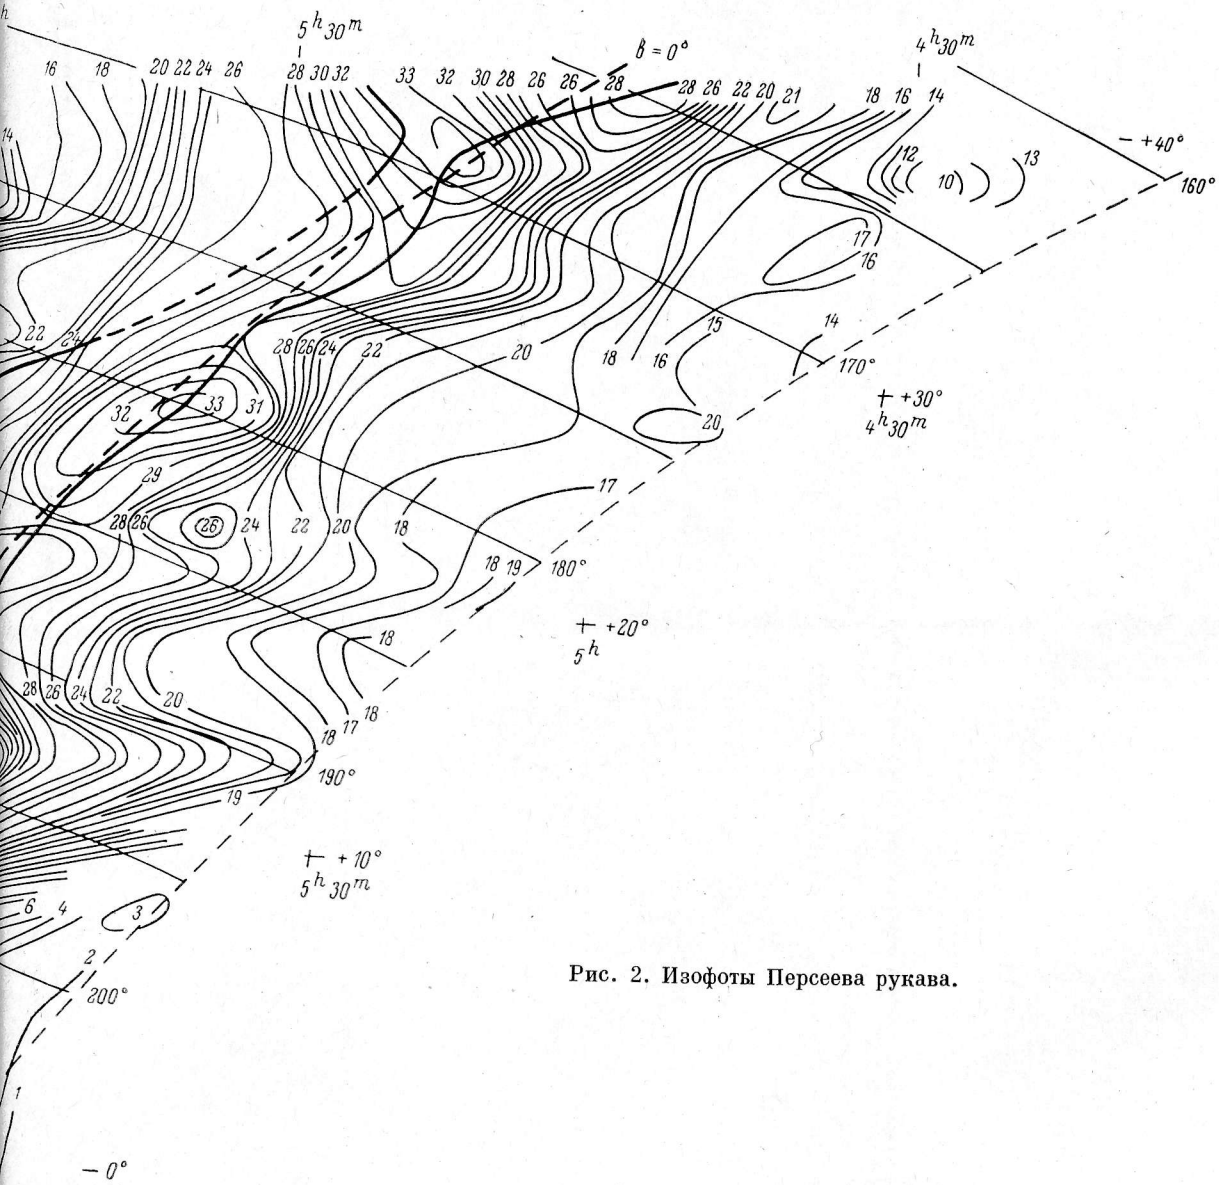 h
5ʰ30ᵐ
4ʰ30ᵐ
b = 0°
16 18 20 22 24 26 28 30 32 33 32 30 28 26 26 28 28 26 22 20 21 18 16 14
– +40°
14
12 10 13
160°
17
16
22 24
28 26 24 22 20 18 16 15 14
170°
+ +30°
4ʰ30ᵐ
32 33 31
20
29
17
28 26 26 24 22 20 18
18 19 180°
+ +20°
5ʰ
18
28 26 24 22 20
18 17 18
190°
19
+ +10°
5ʰ30ᵐ
6 4 3
2
200°
Рис. 2. Изофоты Персеева рукава.
1
– 0°